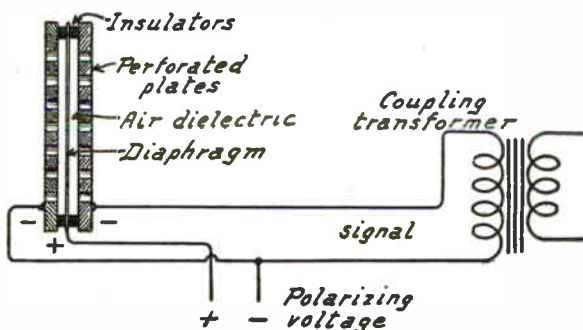 Insulators
Perforated
plates
Air dielectric
Diaphragm
Coupling
transformer
- + -
signal
+ - Polarizing
voltage